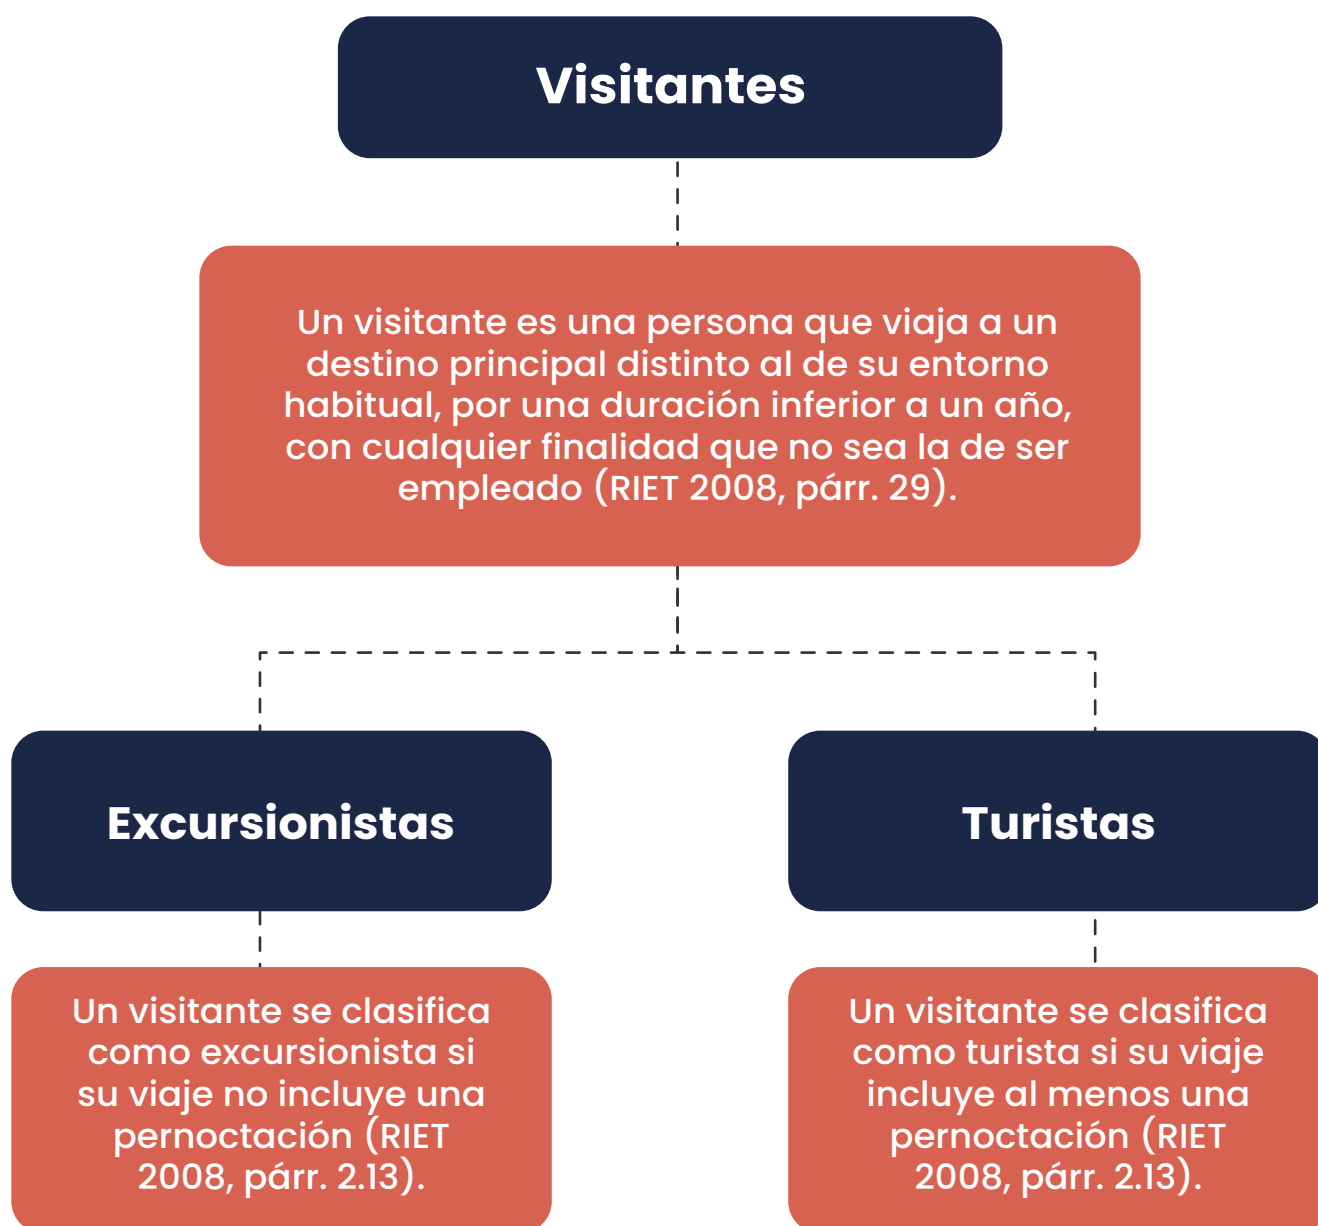 Visitantes
Un visitante es una persona que viaja a un
destino principal distinto al de su entorno
habitual, por una duración inferior a un año,
con cualquier finalidad que no sea la de ser
empleado (RIET 2008, párr. 29).
Excursionistas
Turistas
Un visitante se clasifica
como excursionista si
su viaje no incluye una
pernoctación (RIET
2008, párr. 2.13).
Un visitante se clasifica
como turista si su viaje
incluye al menos una
pernoctación (RIET
2008, párr. 2.13).